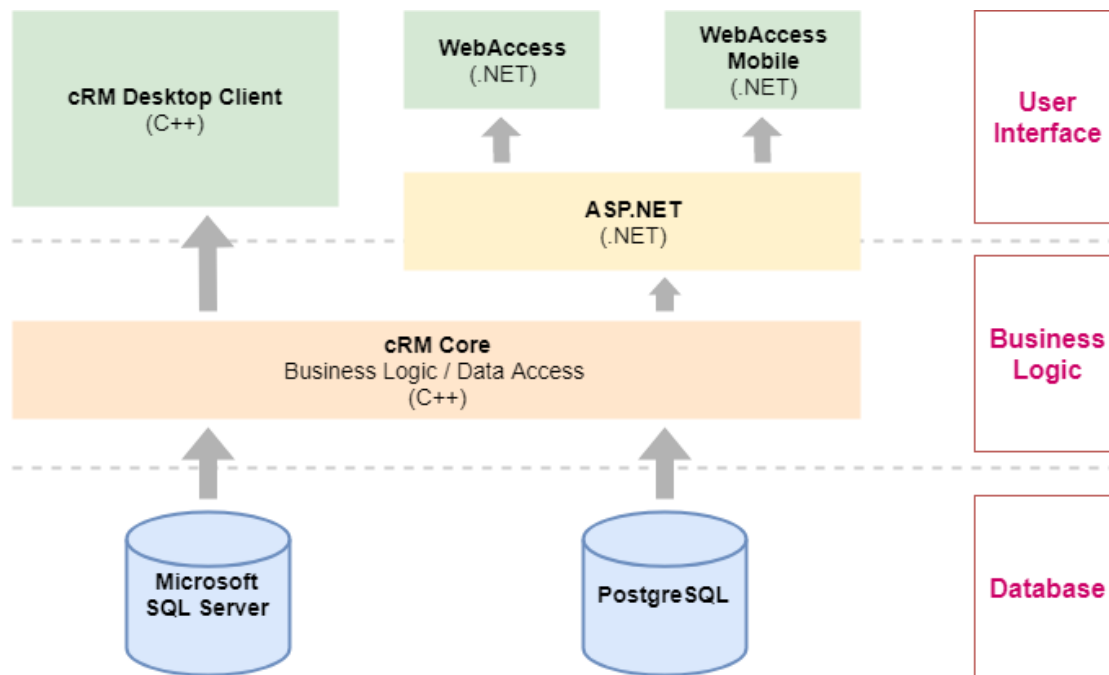 cRM Desktop Client
(C++)
WebAccess
(.NET)
WebAccess
Mobile
(.NET)
User
Interface
ASP.NET
(.NET)
cRM Core
Business Logic / Data Access
(C++)
Business
Logic
Microsoft
SQL Server
PostgreSQL
Database